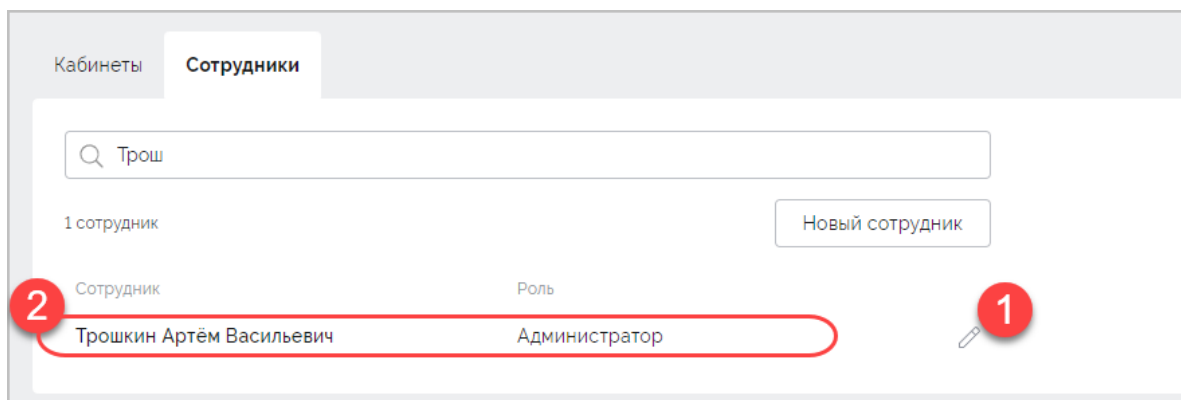 Кабинеты Сотрудники
Трош
1 сотрудник Новый сотрудник
Сотрудник Роль
2 1
Трошкин Артём Васильевич Администратор